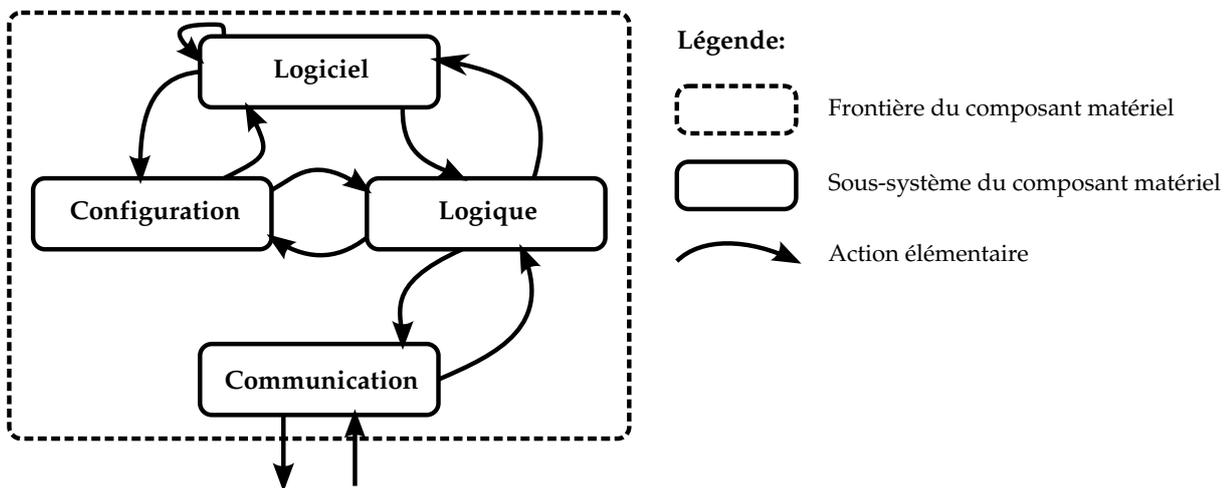 Logiciel
Configuration
Logique
Communication
Légende:
Frontière du composant matériel
Sous-système du composant matériel
Action élémentaire